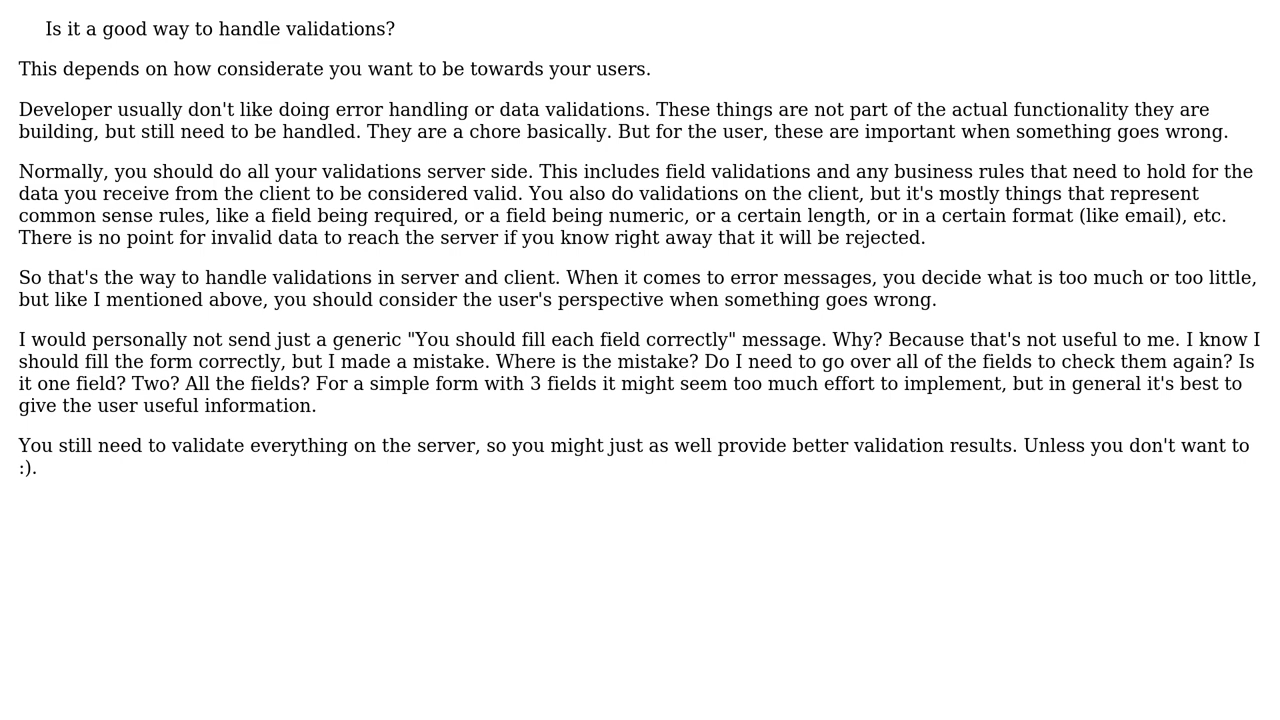 Is it a good way to handle validations?
This depends on how considerate you want to be towards your users.
Developer usually don't like doing error handling or data validations. These things are not part of the actual functionality they are
building, but still need to be handled. They are a chore basically. But for the user, these are important when something goes wrong.
Normally, you should do all your validations server side. This includes field validations and any business rules that need to hold for the
data you receive from the client to be considered valid. You also do validations on the client, but it's mostly things that represent
common sense rules, like a field being required, or a field being numeric, or a certain length, or in a certain format (like email), etc.
There is no point for invalid data to reach the server if you know right away that it will be rejected.
So that's the way to handle validations in server and client. When it comes to error messages, you decide what is too much or too little,
but like I mentioned above, you should consider the user's perspective when something goes wrong.
I would personally not send just a generic "You should fill each field correctly" message. Why? Because that's not useful to me. I know I
should fill the form correctly, but I made a mistake. Where is the mistake? Do I need to go over all of the fields to check them again? Is
it one field? Two? All the fields? For a simple form with 3 fields it might seem too much effort to implement, but in general it's best to
give the user useful information.
You still need to validate everything on the server, so you might just as well provide better validation results. Unless you don't want to
:).